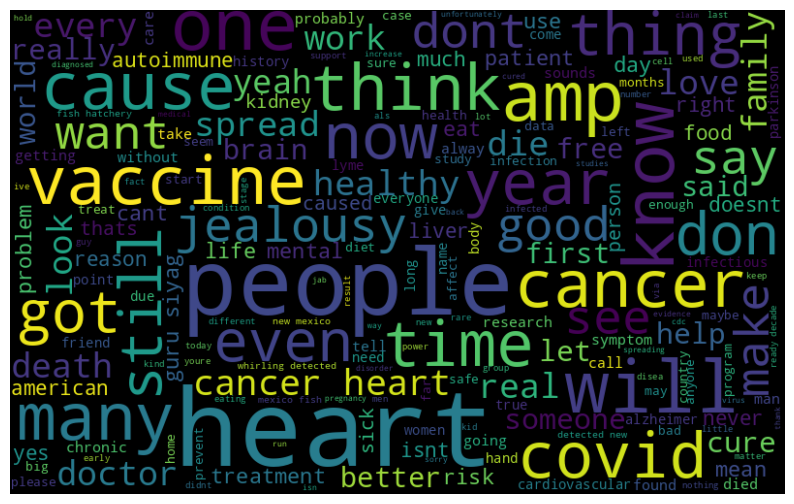 hold
every
one
probably
case
unfortunately
dont
use
thing
claim
last
care
come
really
autoimmune
work
day
family
diagnosed
history
increase
cell
used
sure
much
patient
months
number
world
cause
yeah
support
cured
sounds
love
parkinson
fish hatchery
think
amp
right
kidney
als
lot
health
left
want
take
spread
now
eat
data
free
food
know
say
getting
seem
brain
alway
die
without
lyme
study
infection
enough
said
ive
vaccine
healthy
year
person
doesnt
fact
start
stage
everyone
problem
look
thats
cant
treat
condition
caused
give
back
studies
jealousy
infected
good
don
reason
life
mental
liver
diet
body
first
infectious
guy
point
jab
long
name
affect
via
keep
still
due
people
result
cancer
maybe
guru siyag
different
new mexico
way
new
rare
research
see
evidence
cdc
make
got
friend
today
power
time
symptom
help
ready decade
kind
whirling detected
tell
need
safe
let
call
spreading
death
youre
disorder
group
real
may
disea
country
anyone
program
american
cancer heart
far
will
virus
eating
mexico fish
pregnancy
men
true
someone
alzheimer
never
man
many
heart
sick
kid
bad
little
chronic
home
women
going
detected new
thank
yes
prevent
run
isnt
hand
covid
cure
big
early
doctor
didnt
isn
sorry
better
risk
cardiovascular
nothing
matter
please
treatment
found
mean
died
medical